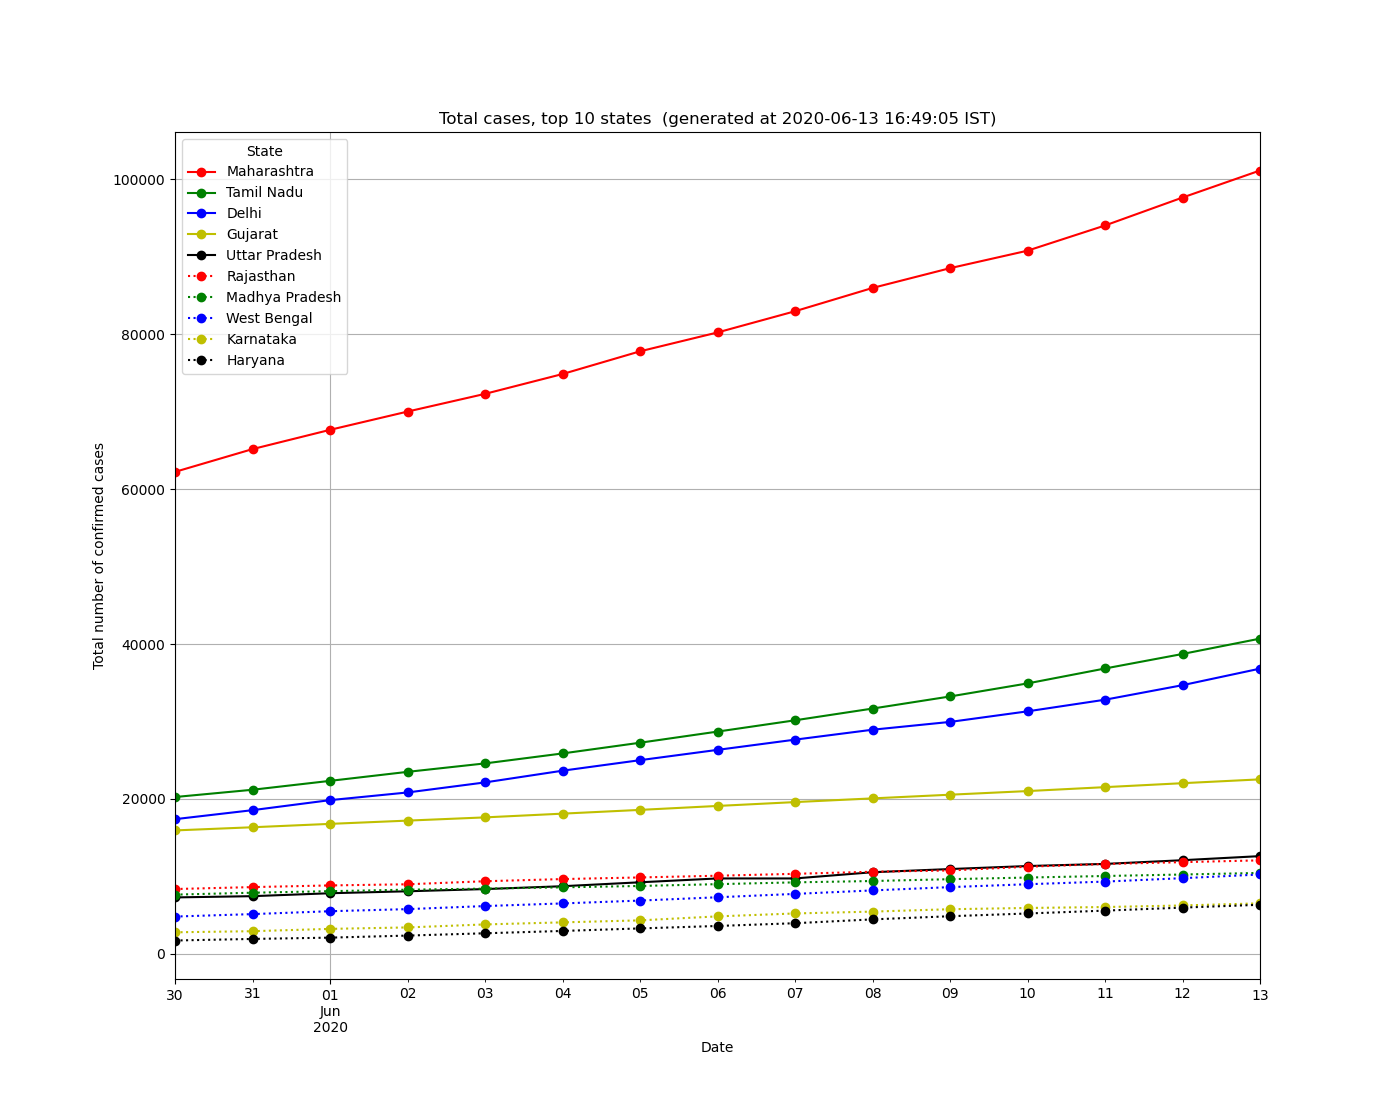 Total cases, top 10 states  (generated at 2020-06-13 16:49:05 IST)
State
Maharashtra
Tamil Nadu
Delhi
Gujarat
Uttar Pradesh
Rajasthan
Madhya Pradesh
West Bengal
Karnataka
Haryana
100000
80000
60000
40000
20000
0
Total number of confirmed cases
30 31 01 02 03 04 05 06 07 08 09 10 11 12 13
Jun
2020
Date